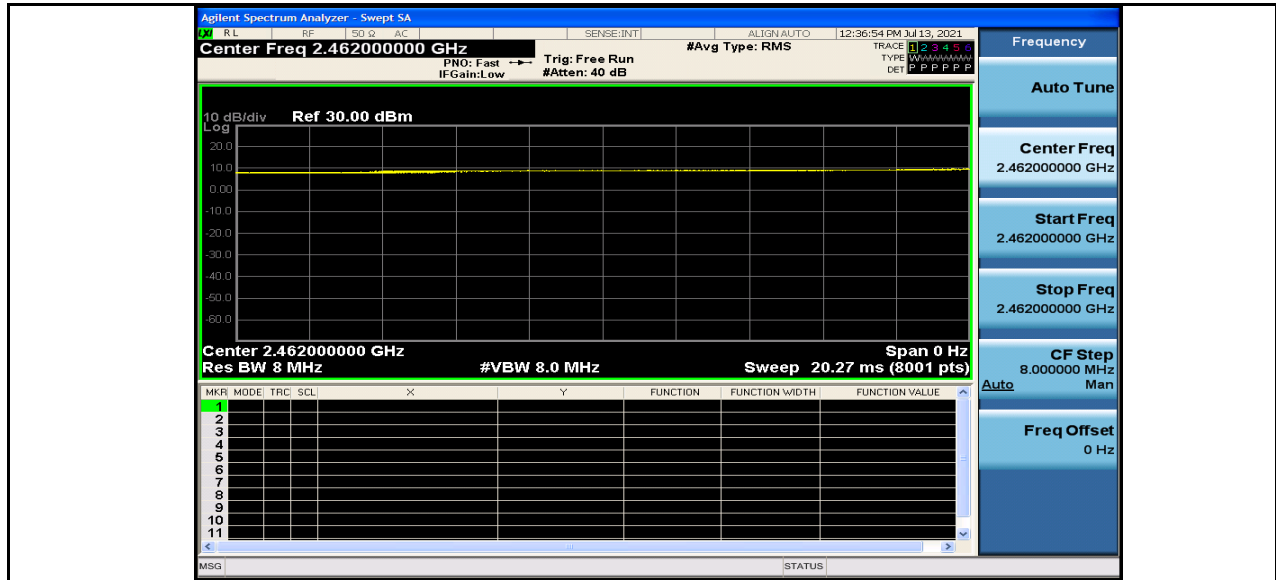 Agilent Spectrum Analyzer - Swept SA
LXI RL RF 50 Ω AC SENSE:INT ALIGN AUTO 12:36:54 PM Jul 13, 2021
Center Freq 2.462000000 GHz
PNO: Fast
IFGain:Low
Trig: Free Run
#Atten: 40 dB
#Avg Type: RMS
TRACE 1 2 3 4 5 6
TYPE WWWWWW
DET P P P P P P
10 dB/div Ref 30.00 dBm
Log
20.0
10.0
0.00
-10.0
-20.0
-30.0
-40.0
-50.0
-60.0
Center 2.462000000 GHz Span 0 Hz
Res BW 8 MHz #VBW 8.0 MHz Sweep 20.27 ms (8001 pts)
MKR MODE TRC SCL X Y FUNCTION FUNCTION WIDTH FUNCTION VALUE
1
2
3
4
5
6
7
8
9
10
11
MSG STATUS
Frequency
Auto Tune
Center Freq
2.462000000 GHz
Start Freq
2.462000000 GHz
Stop Freq
2.462000000 GHz
CF Step
8.000000 MHz
Auto Man
Freq Offset
0 Hz